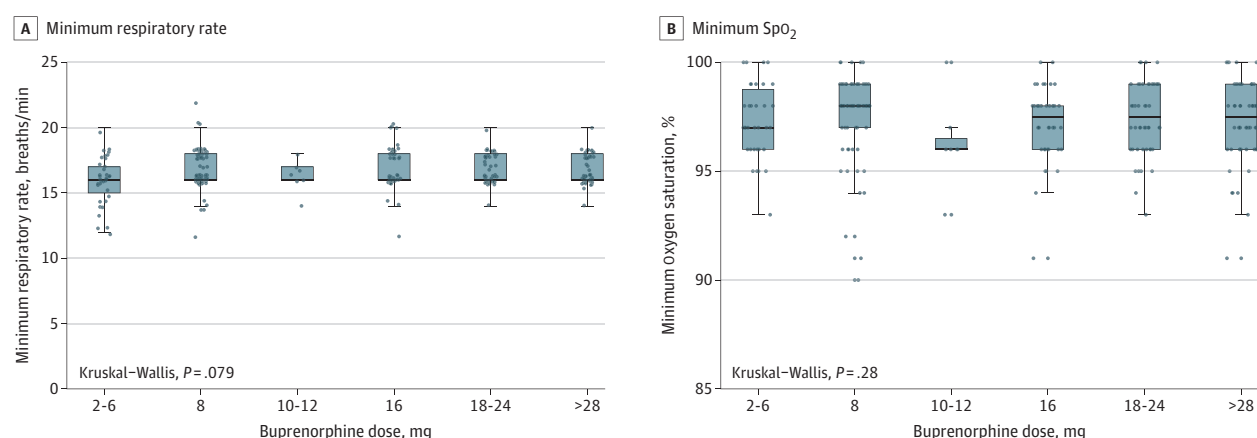 A Minimum respiratory rate
25
20
15
10
5
0
Minimum respiratory rate, breaths/min
Kruskal–Wallis, P = .079
2-6 8 10-12 16 18-24 >28
Buprenorphine dose, mg
B Minimum SpO2
100
95
90
85
Minimum oxygen saturation, %
Kruskal–Wallis, P = .28
2-6 8 10-12 16 18-24 >28
Buprenorphine dose, mg